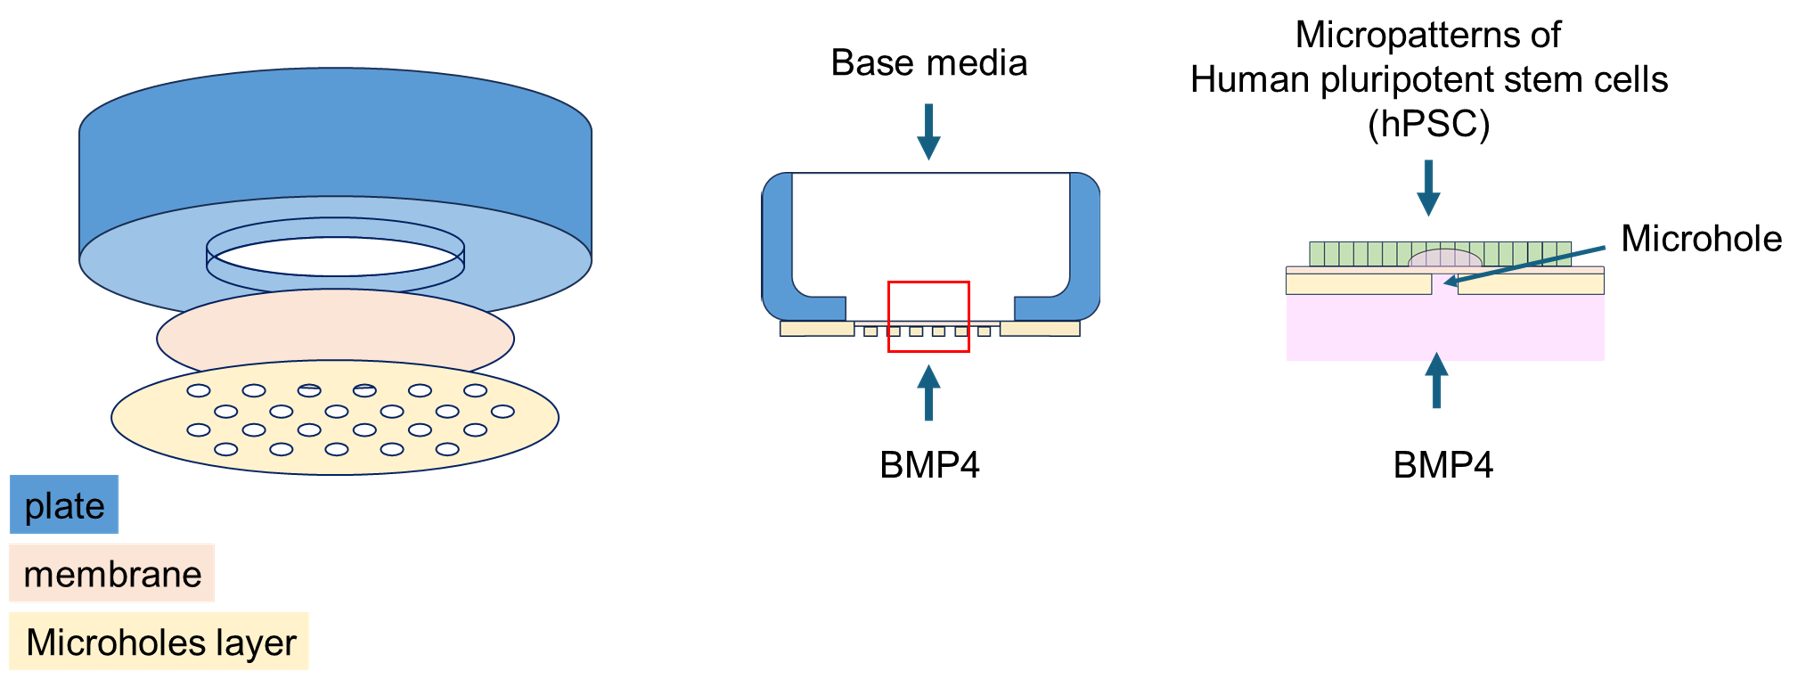 plate
membrane
Microholes layer
Base media
BMP4
Micropatterns of
Human pluripotent stem cells
(hPSC)
Microhole
BMP4